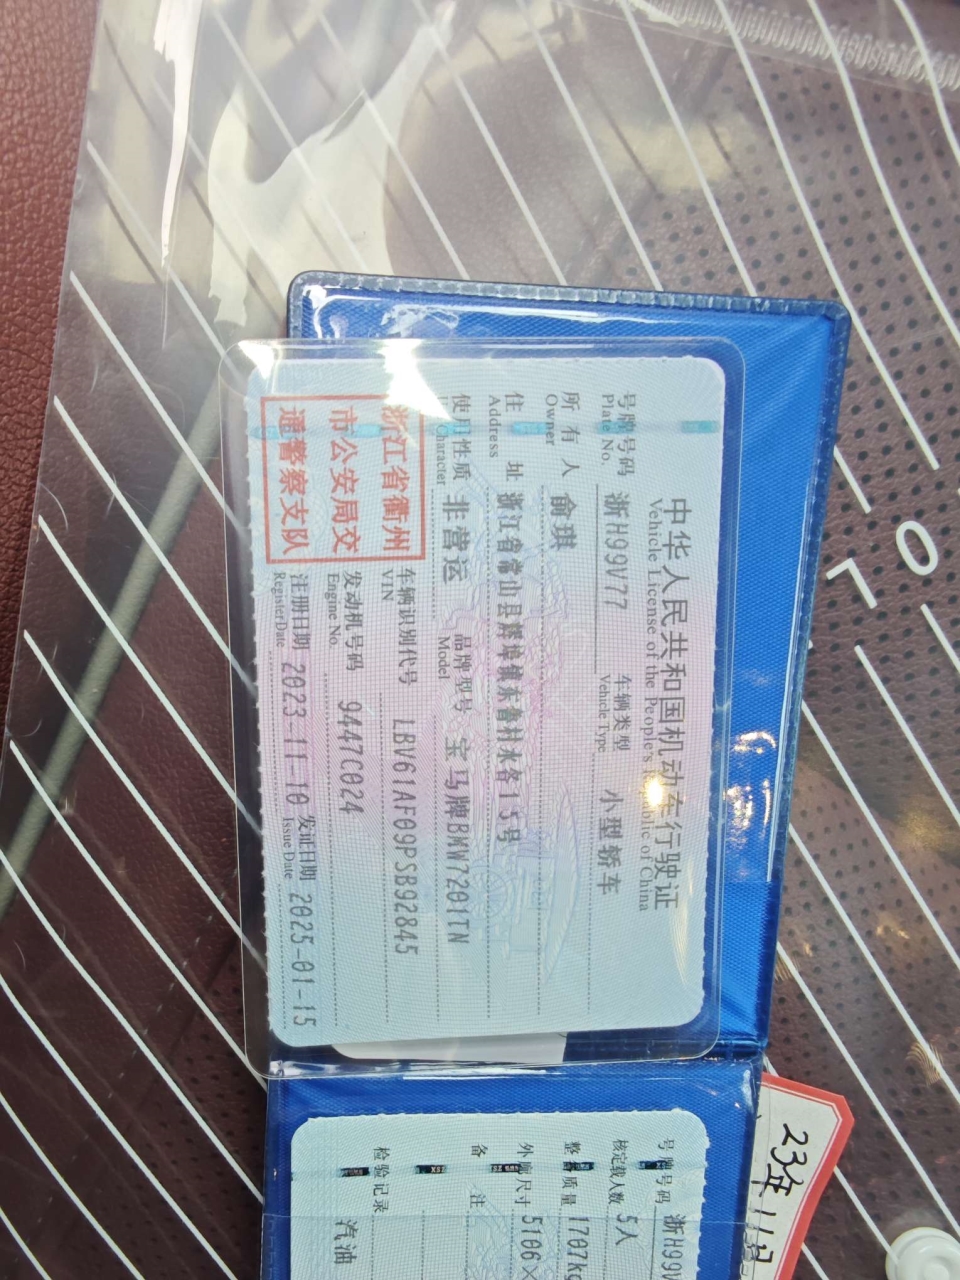 中华人民共和国机动车行驶证
Vehicle License of the People's Republic of China
号牌号码 浙H99V77 车辆类型 小型轿车
Plate No. Vehicle Type
所有人 俞琪
Owner
住址 浙江省常山县辉埠镇东鲁村水各15号
Address
使用性质 非营运 品牌型号 宝马牌BMW7201TN
Character Model
浙江省衢州
市公安局交
通警察支队
车辆识别代号 LBV61AF09PSB92845
VIN
发动机号码 9447C024
Engine No.
注册日期 2023-11-10 发证日期 2025-01-15
Register Date Issue Date
号牌号码 浙H99V
核定载人数 5人
整备质量 1707kg
外廓尺寸 5106×
备注
检验记录 汽油
23年11